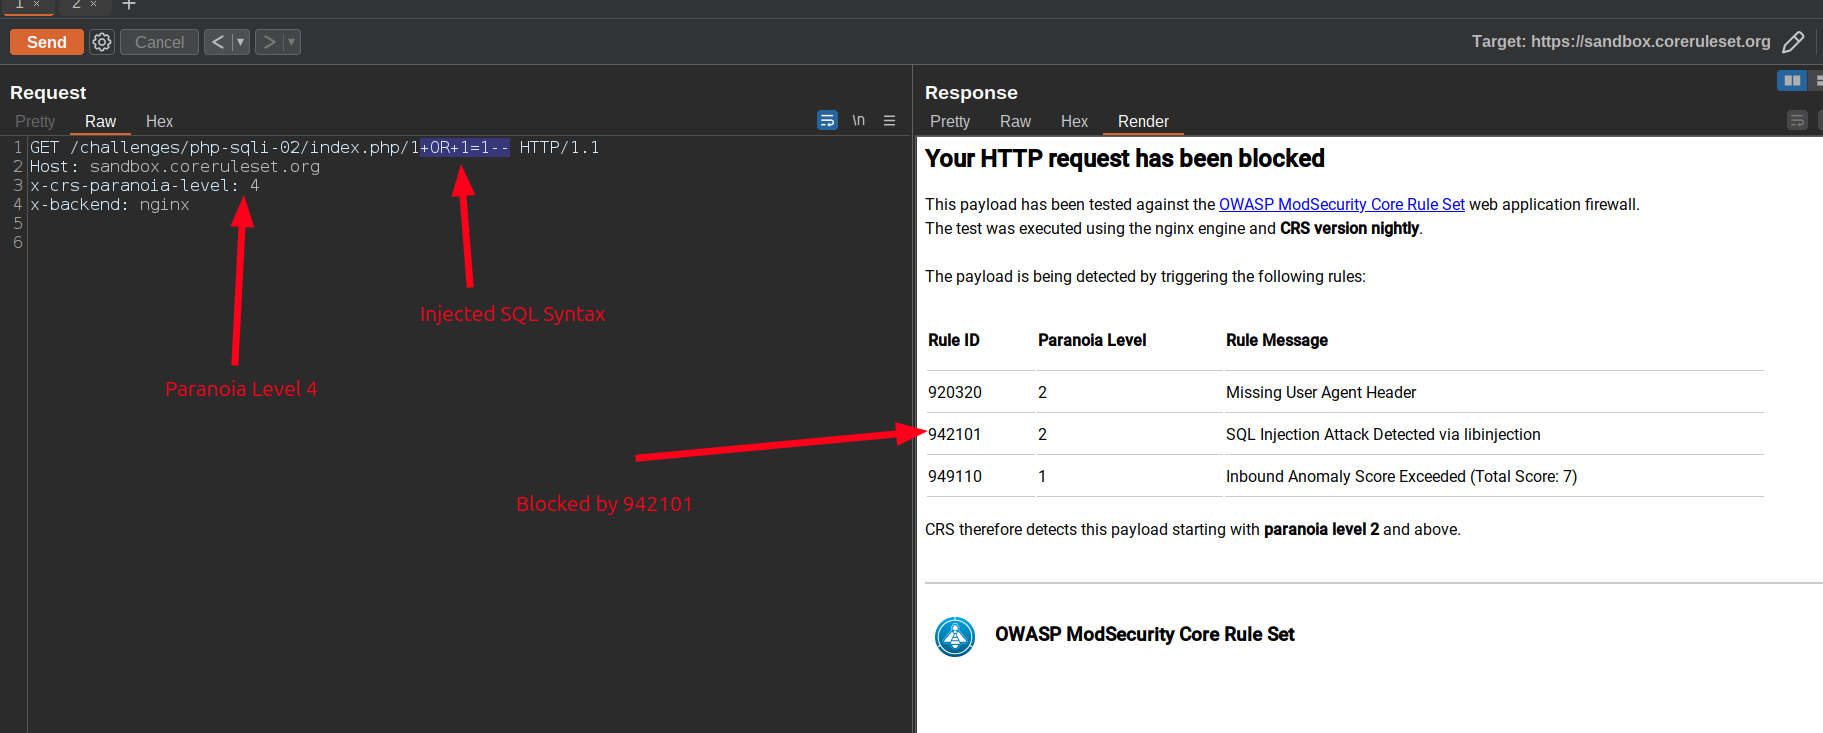 1 × 2 × +
Send Cancel < ▾ > ▾ Target: https://sandbox.coreruleset.org
Request
Pretty Raw Hex \n
1 GET /challenges/php-sqli-02/index.php/1+OR+1=1-- HTTP/1.1
2 Host: sandbox.coreruleset.org
3 x-crs-paranoia-level: 4
4 x-backend: nginx
5
6
Injected SQL Syntax
Paranoia Level 4
Blocked by 942101
Response
Pretty Raw Hex Render
Your HTTP request has been blocked
This payload has been tested against the OWASP ModSecurity Core Rule Set web application firewall.
The test was executed using the nginx engine and CRS version nightly.
The payload is being detected by triggering the following rules:
Rule ID Paranoia Level Rule Message
920320 2 Missing User Agent Header
942101 2 SQL Injection Attack Detected via libinjection
949110 1 Inbound Anomaly Score Exceeded (Total Score: 7)
CRS therefore detects this payload starting with paranoia level 2 and above.
OWASP ModSecurity Core Rule Set